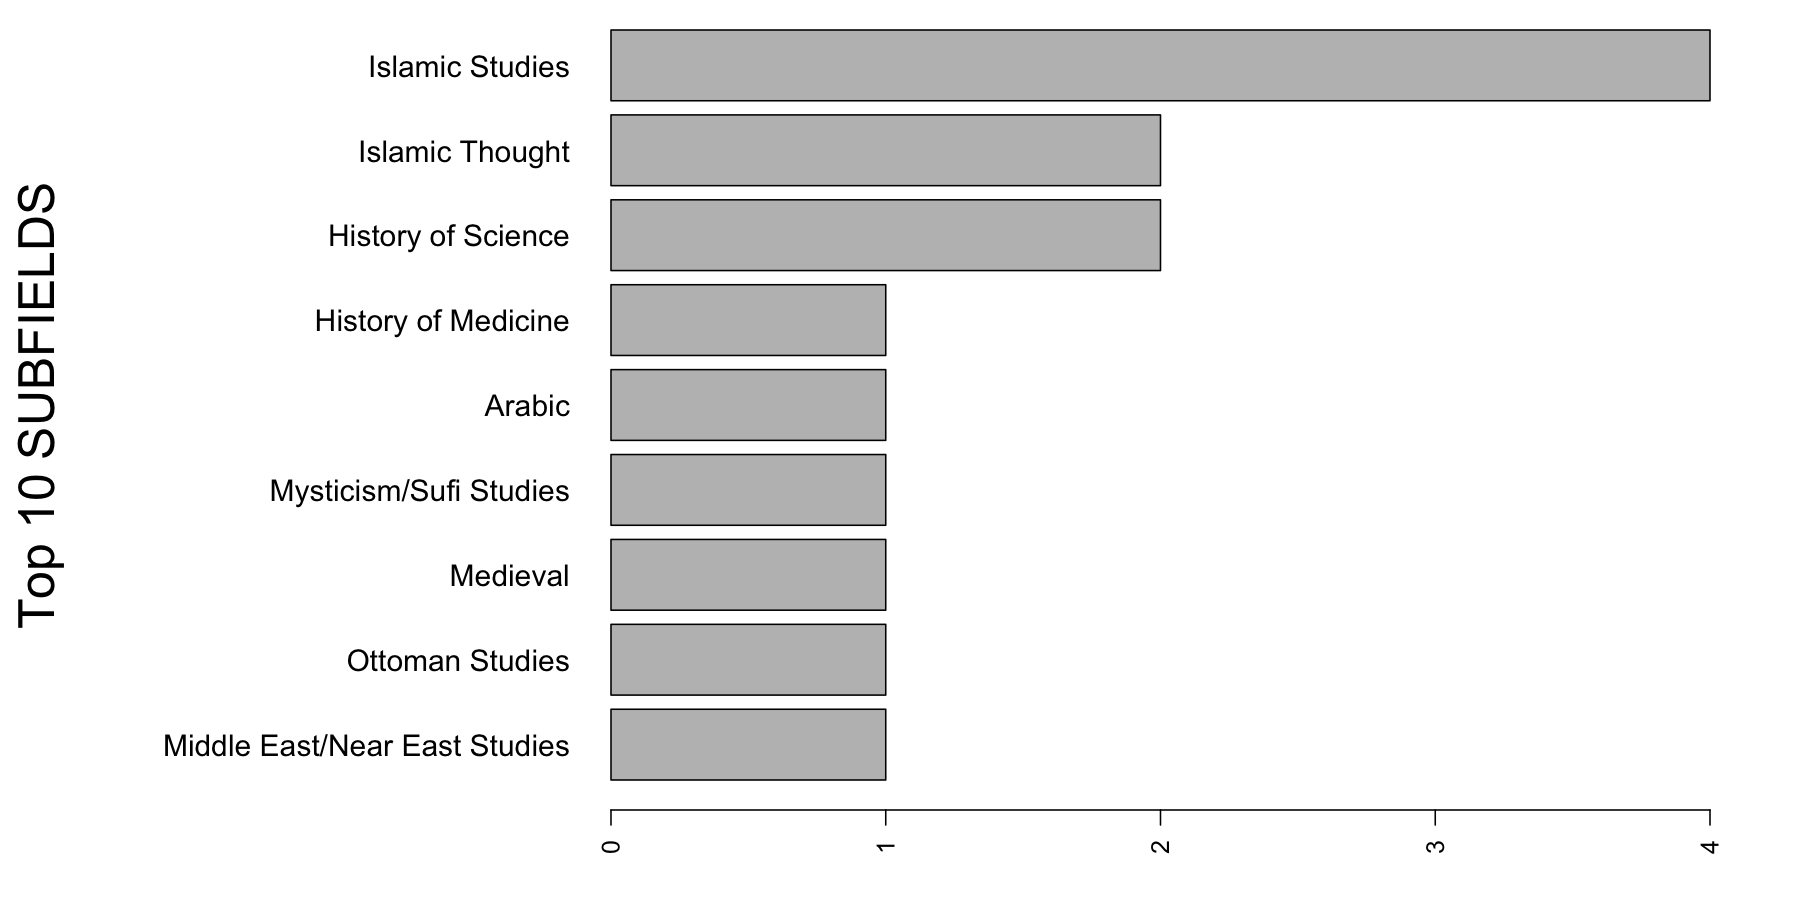 Top 10 SUBFIELDS
Islamic Studies
Islamic Thought
History of Science
History of Medicine
Arabic
Mysticism/Sufi Studies
Medieval
Ottoman Studies
Middle East/Near East Studies
0
1
2
3
4